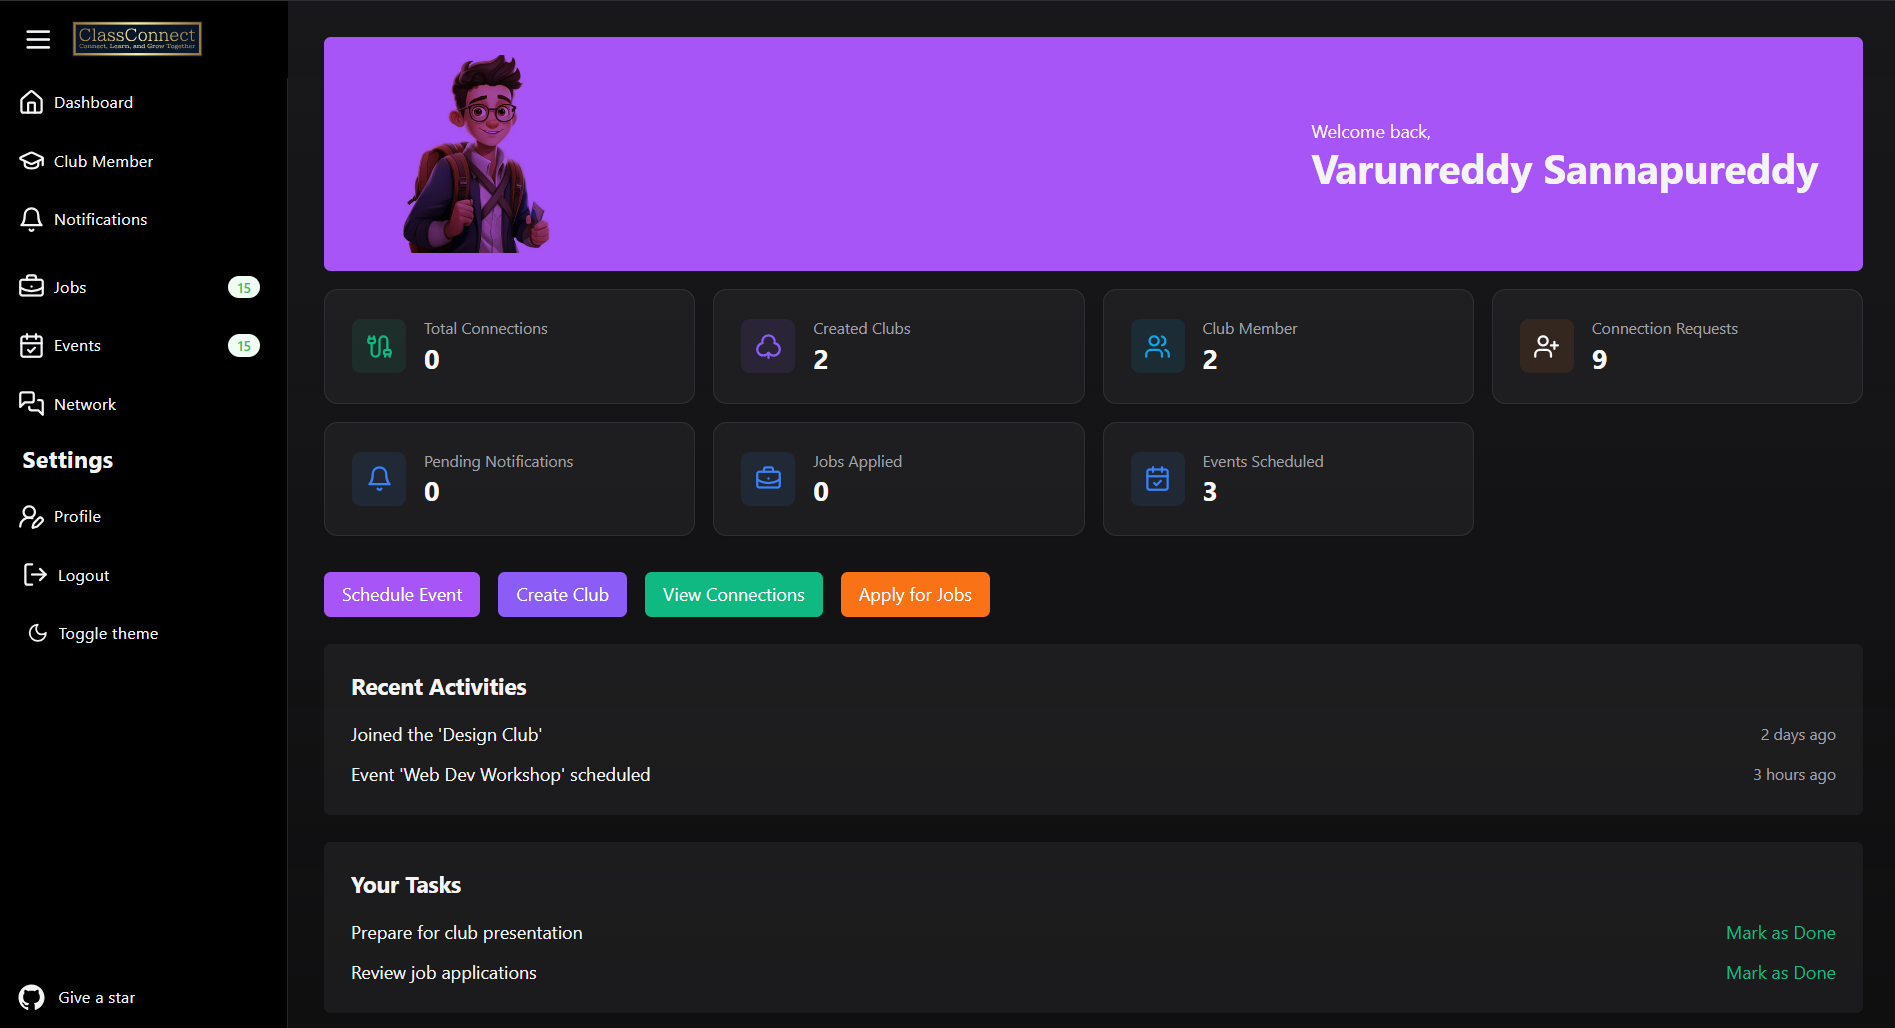 ClassConnect
Connect, Learn, and Grow Together
Dashboard
Club Member
Notifications
Jobs 15
Events 15
Network
Settings
Profile
Logout
Toggle theme
Give a star
Welcome back,
Varunreddy Sannapureddy
Total Connections
0
Created Clubs
2
Club Member
2
Connection Requests
9
Pending Notifications
0
Jobs Applied
0
Events Scheduled
3
Schedule Event
Create Club
View Connections
Apply for Jobs
Recent Activities
Joined the 'Design Club' 2 days ago
Event 'Web Dev Workshop' scheduled 3 hours ago
Your Tasks
Prepare for club presentation Mark as Done
Review job applications Mark as Done